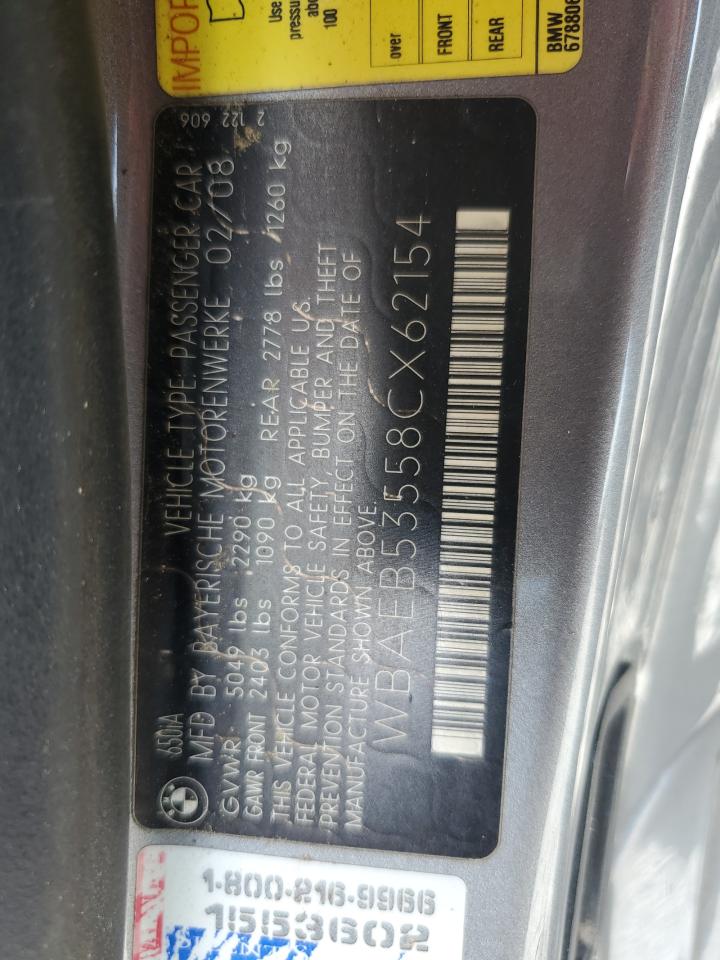 650IA VEHICLE TYPE: PASSENGER CAR 2 122 606
MFD BY BAYERISCHE MOTORENWERKE, 02/08
GVWR 5049 lbs 2290 kg
GAWR FRONT 2403 lbs 1090 kg REAR 2778 lbs 1260 kg
THIS VEHICLE CONFORMS TO ALL APPLICABLE U.S.
FEDERAL MOTOR VEHICLE SAFETY, BUMPER AND THEFT
PREVENTION STANDARDS IN EFFECT ON THE DATE OF
MANUFACTURE SHOWN ABOVE.
WBAEB53558CX62154
IMPOR
Use
pressu
abo
100
over
FRONT
REAR
BMW
67880
1-800-216-9966
1553602